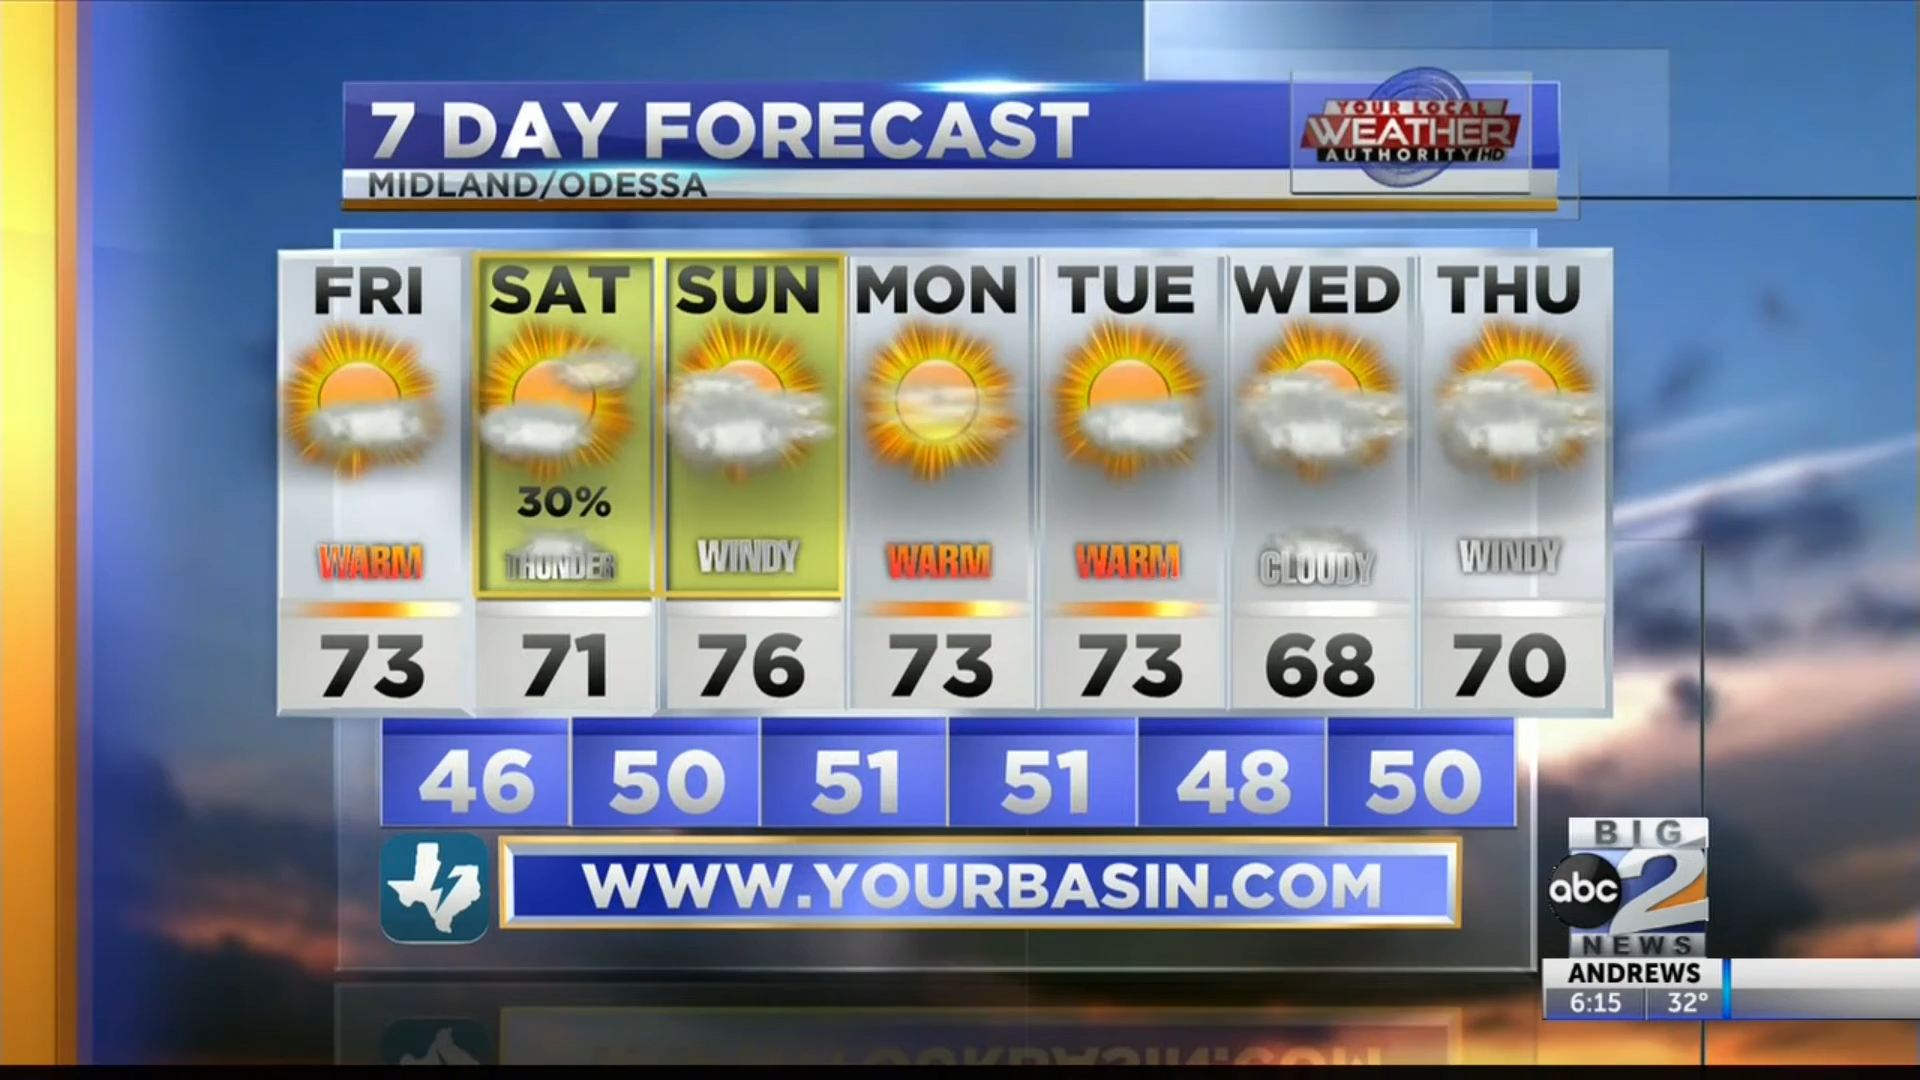 7 DAY FORECAST
MIDLAND/ODESSA
YOUR LOCAL
WEATHER
AUTHORITY HD
FRI SAT SUN MON TUE WED THU
30%
WARM THUNDER WINDY WARM WARM CLOUDY WINDY
73 71 76 73 73 68 70
46 50 51 51 48 50
WWW.YOURBASIN.COM
BIG
abc 2
NEWS
ANDREWS
6:15 32°